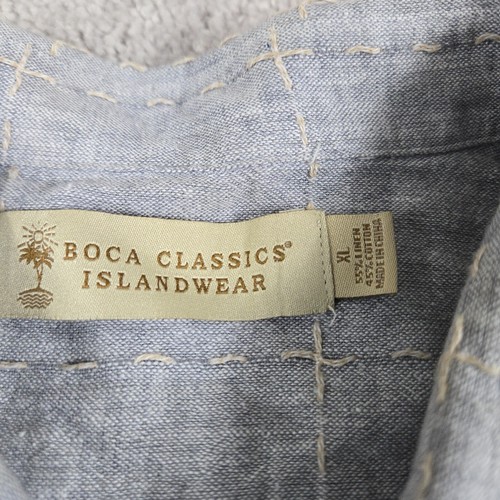 BOCA CLASSICS®
ISLANDWEAR
XL
55% LINEN
45% COTTON
MADE IN CHINA